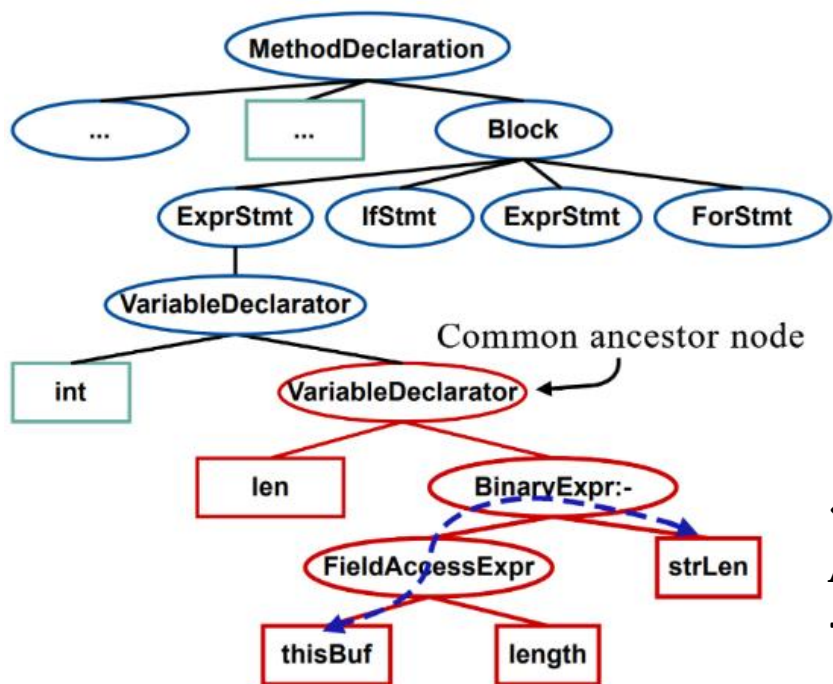 MethodDeclaration
... ... Block
ExprStmt IfStmt ExprStmt ForStmt
VariableDeclarator
Common ancestor node
int VariableDeclarator
len BinaryExpr:-
FieldAccessExpr strLen
thisBuf length